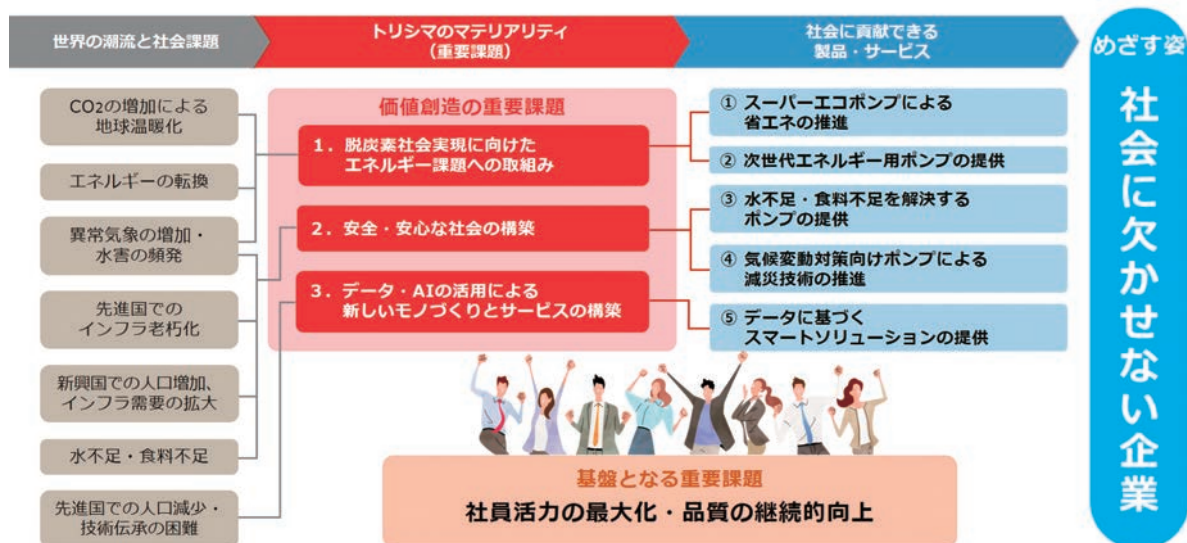 世界の潮流と社会課題
トリシマのマテリアリティ
（重要課題）
社会に貢献できる
製品・サービス
めざす姿
社会に欠かせない企業
CO2の増加による
地球温暖化
エネルギーの転換
異常気象の増加・
水害の頻発
先進国での
インフラ老朽化
新興国での人口増加、
インフラ需要の拡大
水不足・食料不足
先進国での人口減少・
技術伝承の困難
価値創造の重要課題
1．脱炭素社会実現に向けた
エネルギー課題への取組み
2．安全・安心な社会の構築
3．データ・AIの活用による
新しいモノづくりとサービスの構築
① スーパーエコポンプによる
省エネの推進
② 次世代エネルギー用ポンプの提供
③ 水不足・食料不足を解決する
ポンプの提供
④ 気候変動対策向けポンプによる
減災技術の推進
⑤ データに基づく
スマートソリューションの提供
基盤となる重要課題
社員活力の最大化・品質の継続的向上